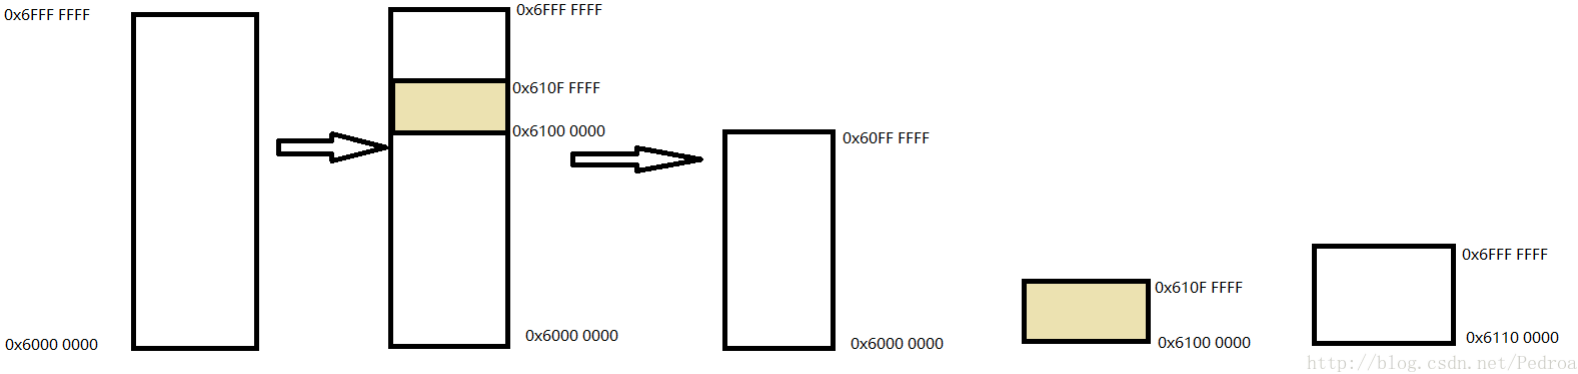 0x6FFF FFFF
0x6000 0000
0x6FFF FFFF
0x610F FFFF
0x6100 0000
0x6000 0000
0x60FF FFFF
0x6000 0000
0x610F FFFF
0x6100 0000
0x6FFF FFFF
0x6110 0000
http://blog.csdn.net/Pedroa